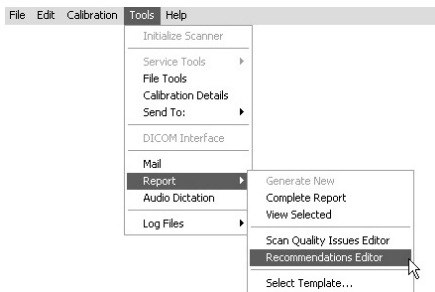 File Edit Calibration Tools Help
Initialize Scanner
Service Tools
File Tools
Calibration Details
Send To:
DICOM Interface
Mail
Report
Audio Dictation
Log Files
Generate New
Complete Report
View Selected
Scan Quality Issues Editor
Recommendations Editor
Select Template...